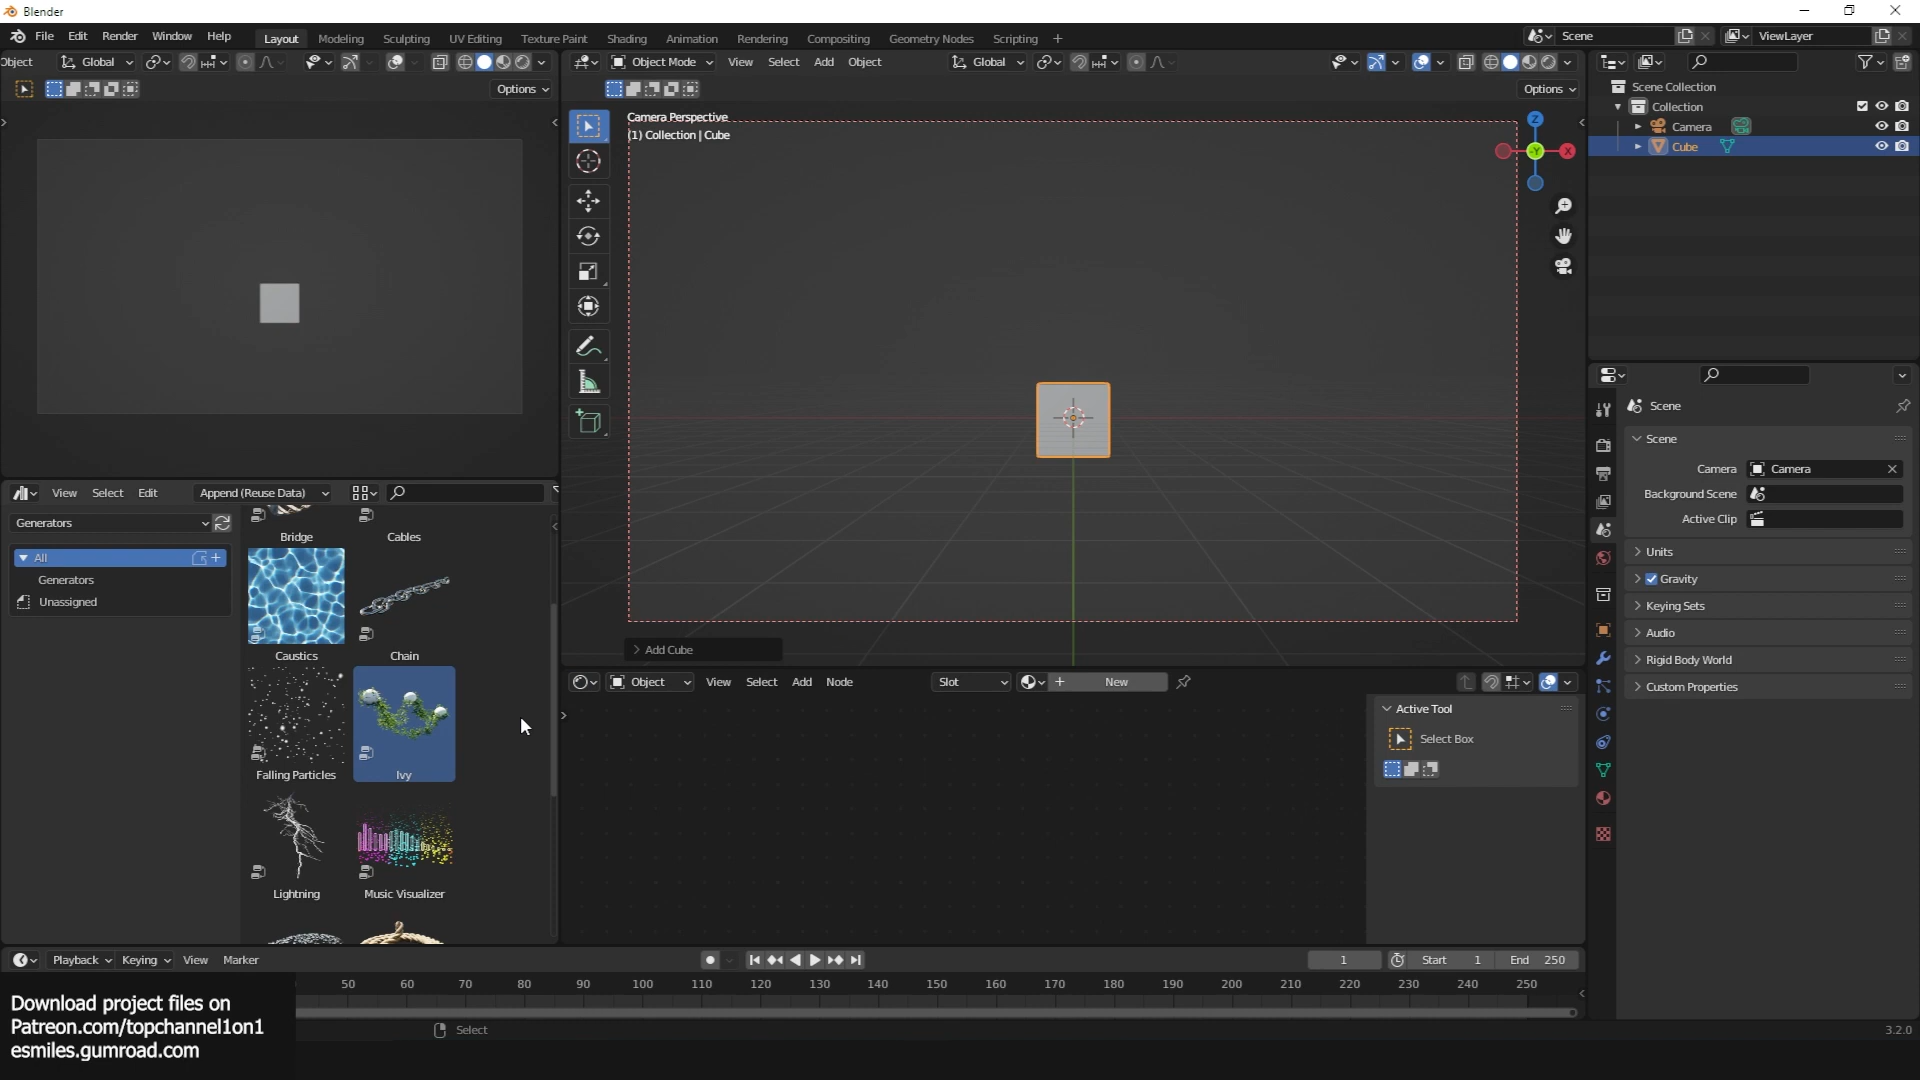 Blender
File Edit Render Window Help Layout Modeling Sculpting UV Editing Texture Paint Shading Animation Rendering Compositing Geometry Nodes Scripting + Scene ViewLayer
Object Global
Object Mode View Select Add Object Global
Options
Options
Camera Perspective
(1) Collection | Cube
Z
-Y
X
Scene Collection
Collection
Camera
Cube
Add Cube
View Select Edit Append (Reuse Data)
Generators
All
Generators
Unassigned
Bridge
Cables
Caustics
Chain
Falling Particles
Ivy
Lightning
Music Visualizer
Object View Select Add Node Slot New
Active Tool
Select Box
Scene
Scene
Camera Camera
Background Scene
Active Clip
Units
Gravity
Keying Sets
Audio
Rigid Body World
Custom Properties
Playback Keying View Marker 1 Start 1 End 250
50 60 70 80 90 100 110 120 130 140 150 160 170 180 190 200 210 220 230 240 250
Download project files on
Patreon.com/topchannel1on1
esmiles.gumroad.com
Select
3.2.0